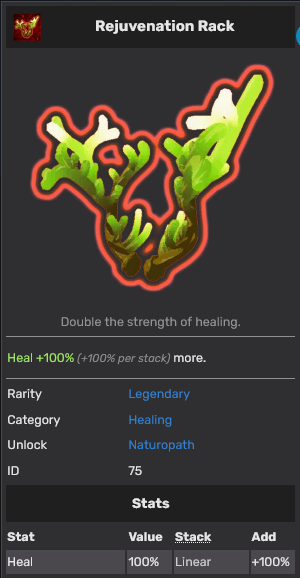 Rejuvenation Rack
Double the strength of healing.
Heal +100% (+100% per stack) more.
Rarity Legendary
Category Healing
Unlock Naturopath
ID 75
Stats
Stat Value Stack Add
Heal 100% Linear +100%